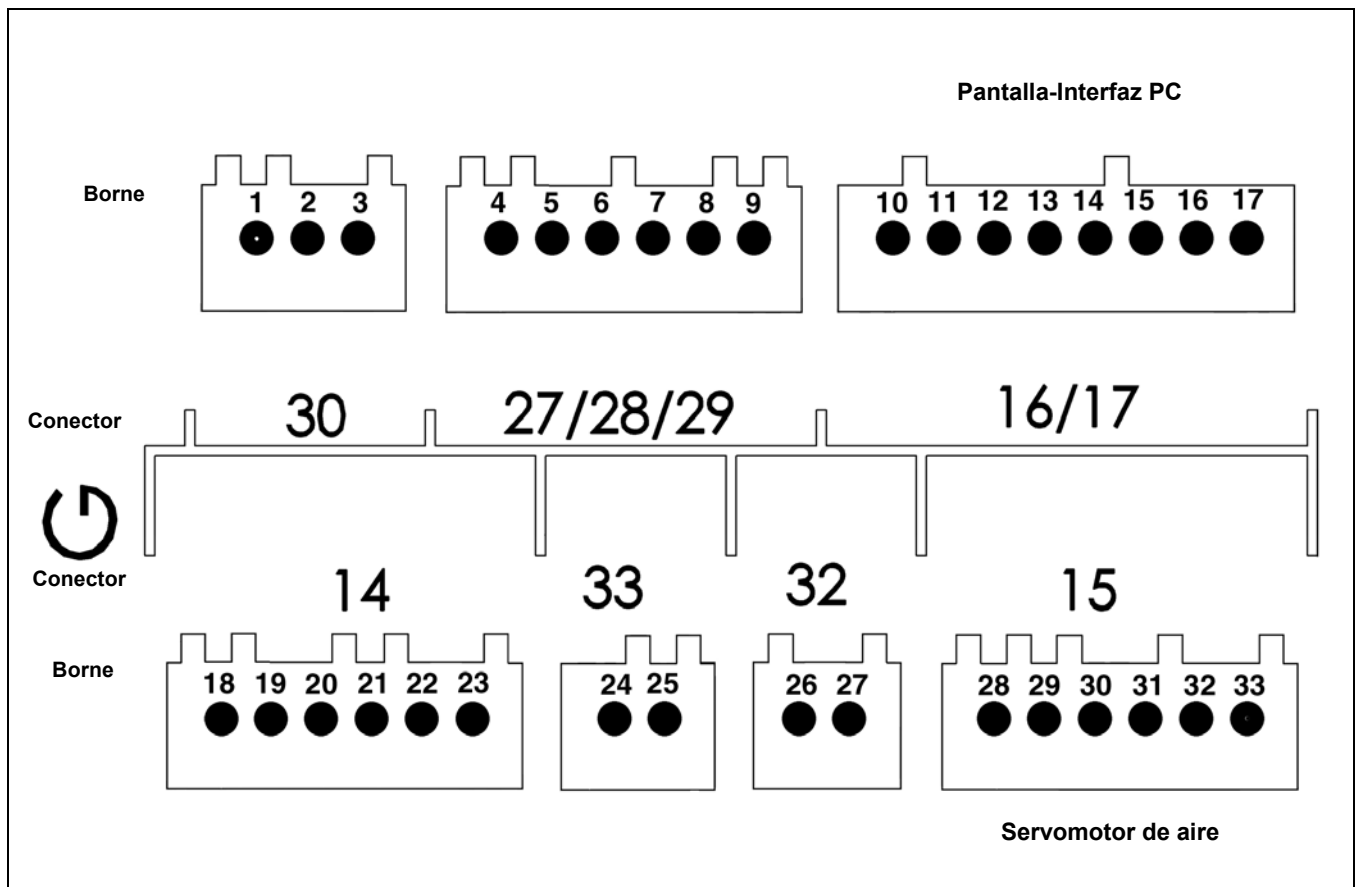 Pantalla-Interfaz PC
Borne
1 2 3 4 5 6 7 8 9 10 11 12 13 14 15 16 17
Conector
30 27/28/29 16/17
Conector
14 33 32 15
Borne
18 19 20 21 22 23 24 25 26 27 28 29 30 31 32 33
Servomotor de aire